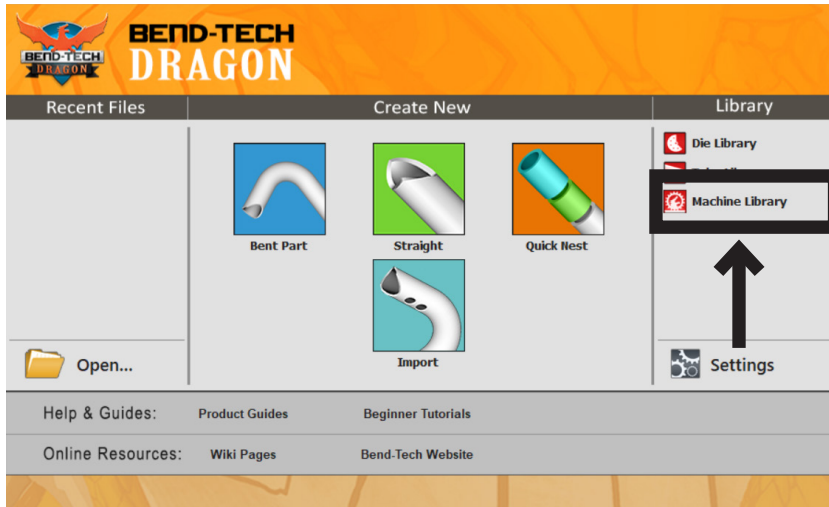 BEND-TECH
DRAGON
BEND-TECH
DRAGON
Recent Files
Create New
Library
Bent Part
Straight
Quick Nest
Import
Die Library
Machine Library
Open...
Settings
Help & Guides: Product Guides Beginner Tutorials
Online Resources: Wiki Pages Bend-Tech Website